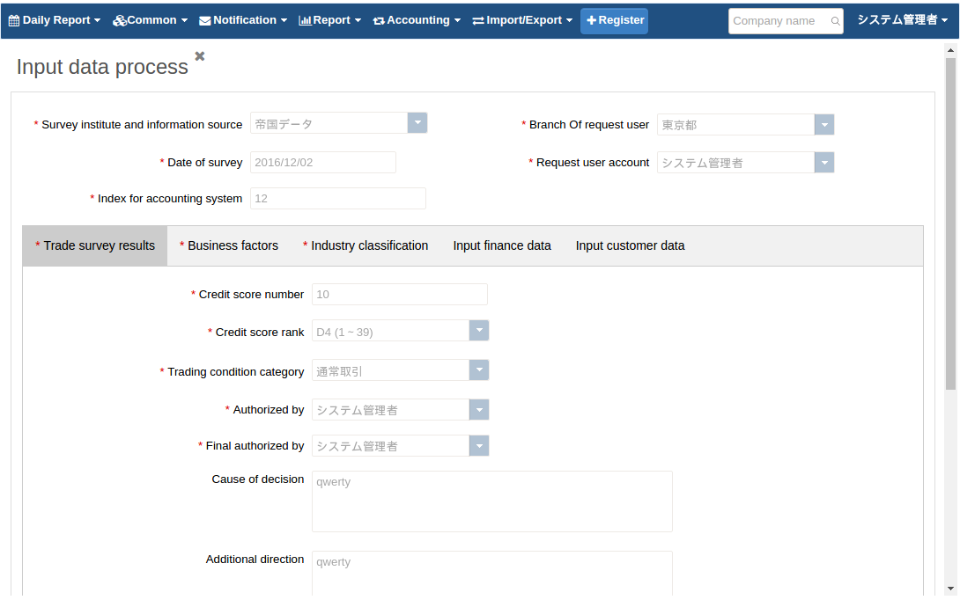 Daily Report Common Notification Report Accounting Import/Export Register Company name システム管理者
Input data process
* Survey institute and information source 帝国データ * Branch Of request user 東京都
* Date of survey 2016/12/02 * Request user account システム管理者
* Index for accounting system 12
* Trade survey results * Business factors * Industry classification Input finance data Input customer data
* Credit score number 10
* Credit score rank D4 (1 ~ 39)
* Trading condition category 通常取引
* Authorized by システム管理者
* Final authorized by システム管理者
Cause of decision qwerty
Additional direction qwerty